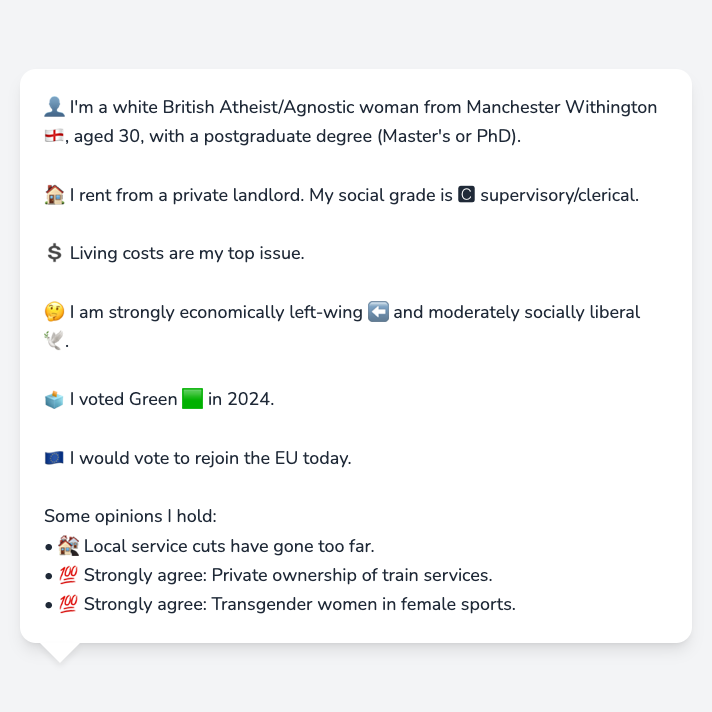 👤 I'm a white British Atheist/Agnostic woman from Manchester Withington
🏴󠁧󠁢󠁥󠁮󠁧󠁿, aged 30, with a postgraduate degree (Master's or PhD).
🏠 I rent from a private landlord. My social grade is 🅲 supervisory/clerical.
💲 Living costs are my top issue.
🤔 I am strongly economically left-wing ⬅️ and moderately socially liberal
🕊️.
🗳️ I voted Green 🟩 in 2024.
🇪🇺 I would vote to rejoin the EU today.
Some opinions I hold:
• 🏚️ Local service cuts have gone too far.
• 💯 Strongly agree: Private ownership of train services.
• 💯 Strongly agree: Transgender women in female sports.